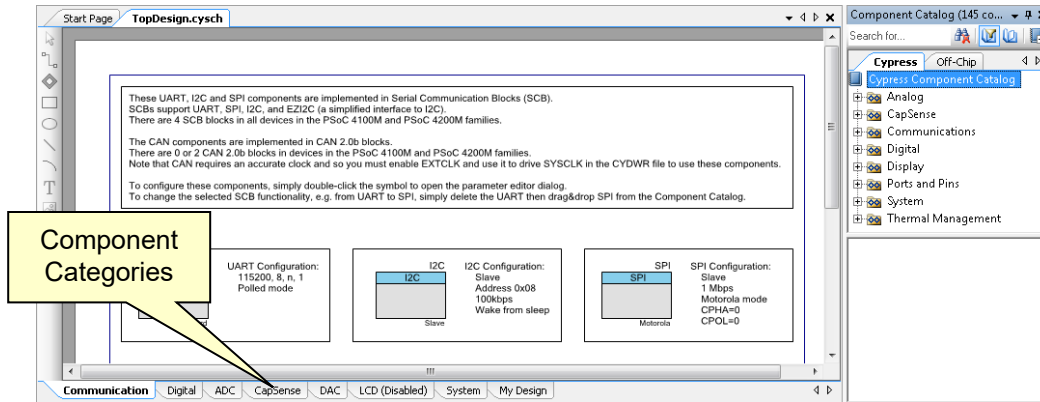 Start Page
TopDesign.cysch
These UART, I2C and SPI components are implemented in Serial Communication Blocks (SCB).
SCBs support UART, SPI, I2C, and EZI2C (a simplified interface to I2C).
There are 4 SCB blocks in all devices in the PSoC 4100M and PSoC 4200M families.
The CAN components are implemented in CAN 2.0b blocks.
There are 0 or 2 CAN 2.0b blocks in devices in the PSoC 4100M and PSoC 4200M families.
Note that CAN requires an accurate clock and so you must enable EXTCLK and use it to drive SYSCLK in the CYDWR file to use these components.
To configure these components, simply double-click the symbol to open the parameter editor dialog.
To change the selected SCB functionality, e.g. from UART to SPI, simply delete the UART then drag&drop SPI from the Component Catalog.
Component
Categories
UART Configuration:
115200, 8, n, 1
Polled mode
I2C
I2C
Slave
I2C Configuration:
Slave
Address 0x08
100kbps
Wake from sleep
SPI
SPI
Motorola
SPI Configuration:
Slave
1 Mbps
Motorola mode
CPHA=0
CPOL=0
Communication
Digital
ADC
CapSense
DAC
LCD (Disabled)
System
My Design
Component Catalog (145 co...
Search for...
Cypress
Off-Chip
Cypress Component Catalog
Analog
CapSense
Communications
Digital
Display
Ports and Pins
System
Thermal Management